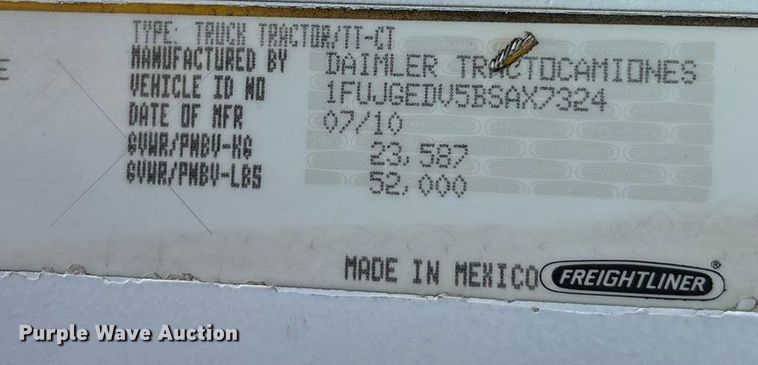 TYPE: TRUCK TRACTOR/TT-CT
MANUFACTURED BY DAIMLER TRACTOCAMIONES
E
VEHICLE ID NO 1FUJGEDV5BSAX7324
DATE OF MFR 07/10
GVWR/PNBV-KG 23,587
GVWR/PNBV-LBS 52,000
MADE IN MEXICO FREIGHTLINER®
Purple Wave Auction